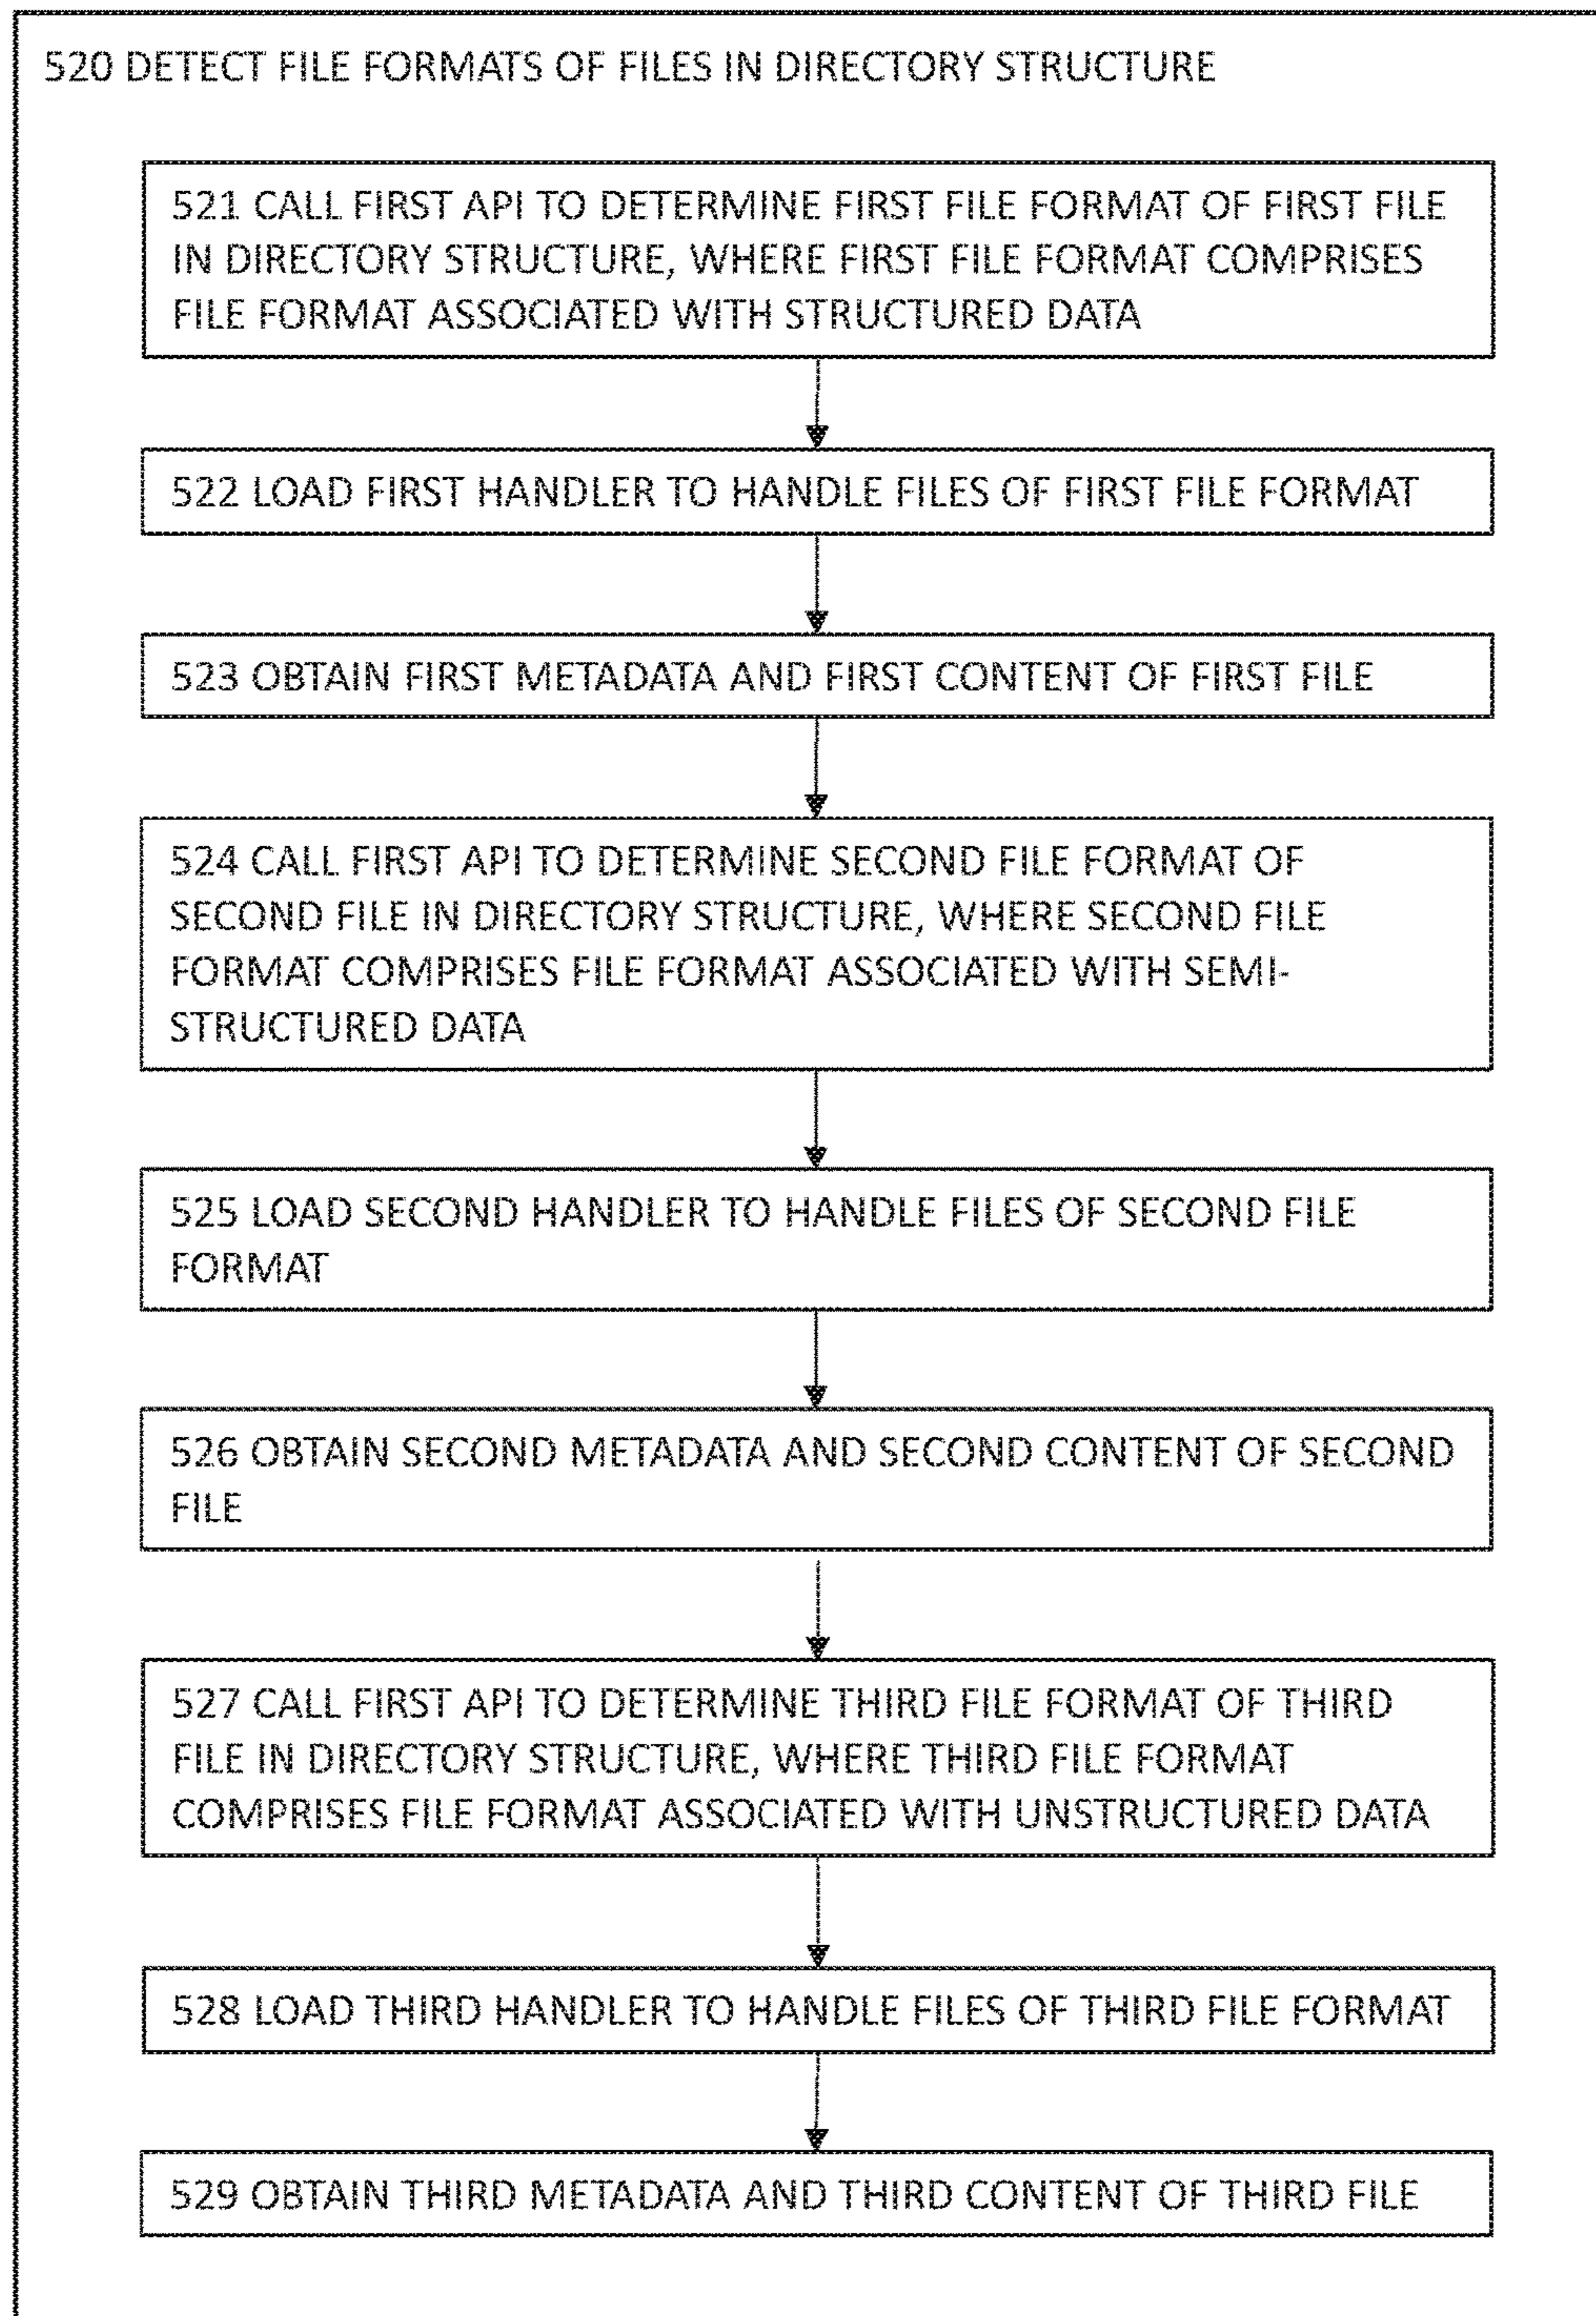 520 DETECT FILE FORMATS OF FILES IN DIRECTORY STRUCTURE
521 CALL FIRST API TO DETERMINE FIRST FILE FORMAT OF FIRST FILE
IN DIRECTORY STRUCTURE, WHERE FIRST FILE FORMAT COMPRISES
FILE FORMAT ASSOCIATED WITH STRUCTURED DATA
522 LOAD FIRST HANDLER TO HANDLE FILES OF FIRST FILE FORMAT
523 OBTAIN FIRST METADATA AND FIRST CONTENT OF FIRST FILE
524 CALL FIRST API TO DETERMINE SECOND FILE FORMAT OF
SECOND FILE IN DIRECTORY STRUCTURE, WHERE SECOND FILE
FORMAT COMPRISES FILE FORMAT ASSOCIATED WITH SEMI-
STRUCTURED DATA
525 LOAD SECOND HANDLER TO HANDLE FILES OF SECOND FILE
FORMAT
526 OBTAIN SECOND METADATA AND SECOND CONTENT OF SECOND
FILE
527 CALL FIRST API TO DETERMINE THIRD FILE FORMAT OF THIRD
FILE IN DIRECTORY STRUCTURE, WHERE THIRD FILE FORMAT
COMPRISES FILE FORMAT ASSOCIATED WITH UNSTRUCTURED DATA
528 LOAD THIRD HANDLER TO HANDLE FILES OF THIRD FILE FORMAT
529 OBTAIN THIRD METADATA AND THIRD CONTENT OF THIRD FILE